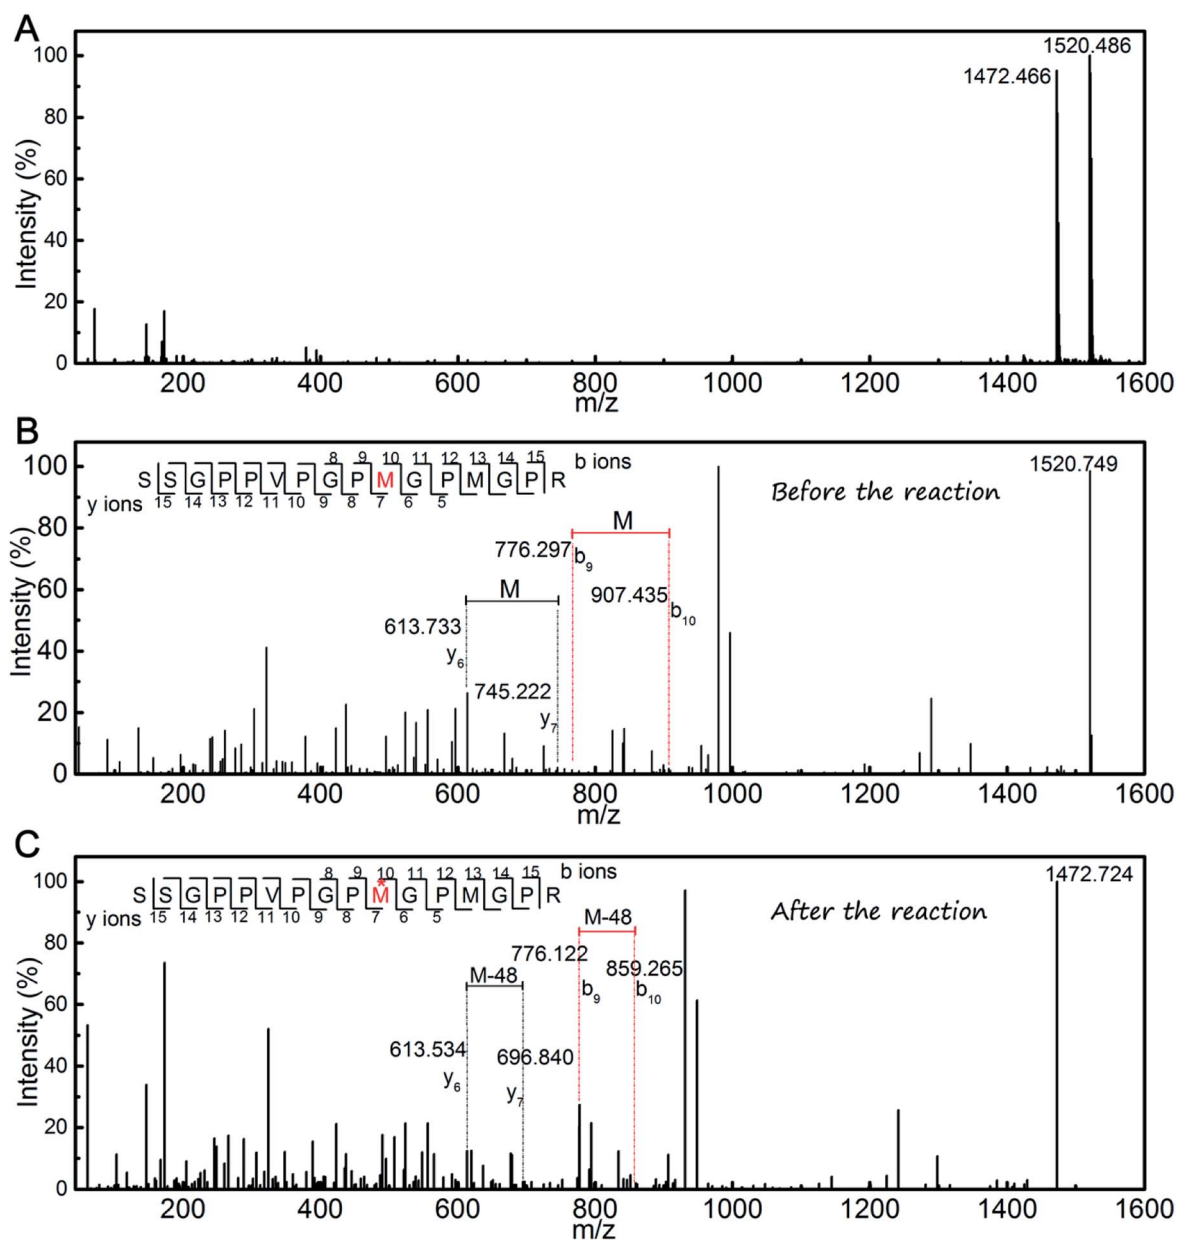 A
1520.486
1472.466
100
80
60
40
20
0
Intensity (%)
200 400 600 800 1000 1200 1400 1600
m/z
B
8 9 10 11 12 13 14 15 b ions
S S G P P V P G P M G P M G P R
y ions 15 14 13 12 11 10 9 8 7 6 5
Before the reaction
1520.749
M
776.297 b9
M
907.435 b10
613.733
y6
745.222
y7
100
80
60
40
20
0
Intensity (%)
200 400 600 800 1000 1200 1400 1600
m/z
C
8 9 10 11 12 13 14 15 b ions
*
S S G P P V P G P M G P M G P R
y ions 15 14 13 12 11 10 9 8 7 6 5
After the reaction
1472.724
M-48
776.122 859.265
b9 b10
M-48
613.534 696.840
y6 y7
100
80
60
40
20
0
Intensity (%)
200 400 600 800 1000 1200 1400 1600
m/z